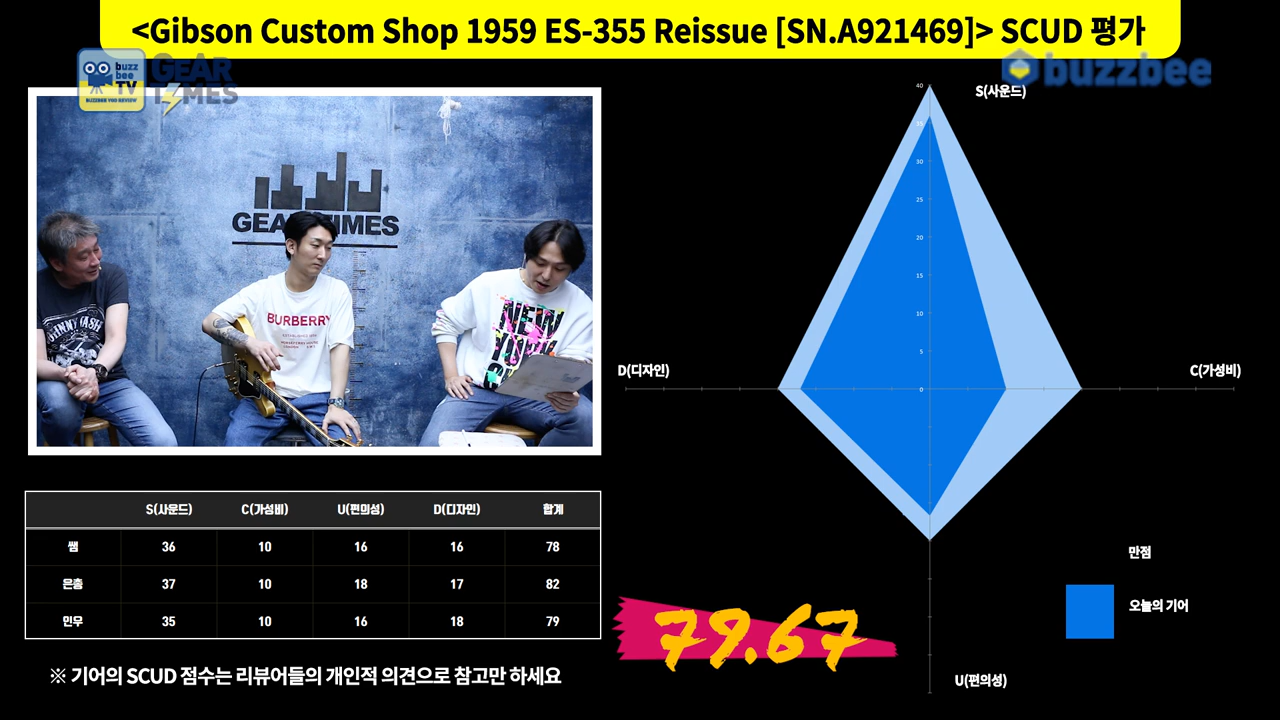 <Gibson Custom Shop 1959 ES-355 Reissue [SN.A921469]> SCUD 평가
buzz
bee
TV
BUZZBEE YOU REVIEW
GEAR
TIMES
buzzbee
GEAR TIMES
BURBERRY
NEW
YORK
S(사운드)
40
35
30
25
20
15
10
5
0
D(디자인)
C(가성비)
U(편의성)
만점
오늘의 기어
S(사운드) C(가성비) U(편의성) D(디자인) 합계
쌤 36 10 16 16 78
은총 37 10 18 17 82
민우 35 10 16 18 79
79.67
※ 기어의 SCUD 점수는 리뷰어들의 개인적 의견으로 참고만 하세요